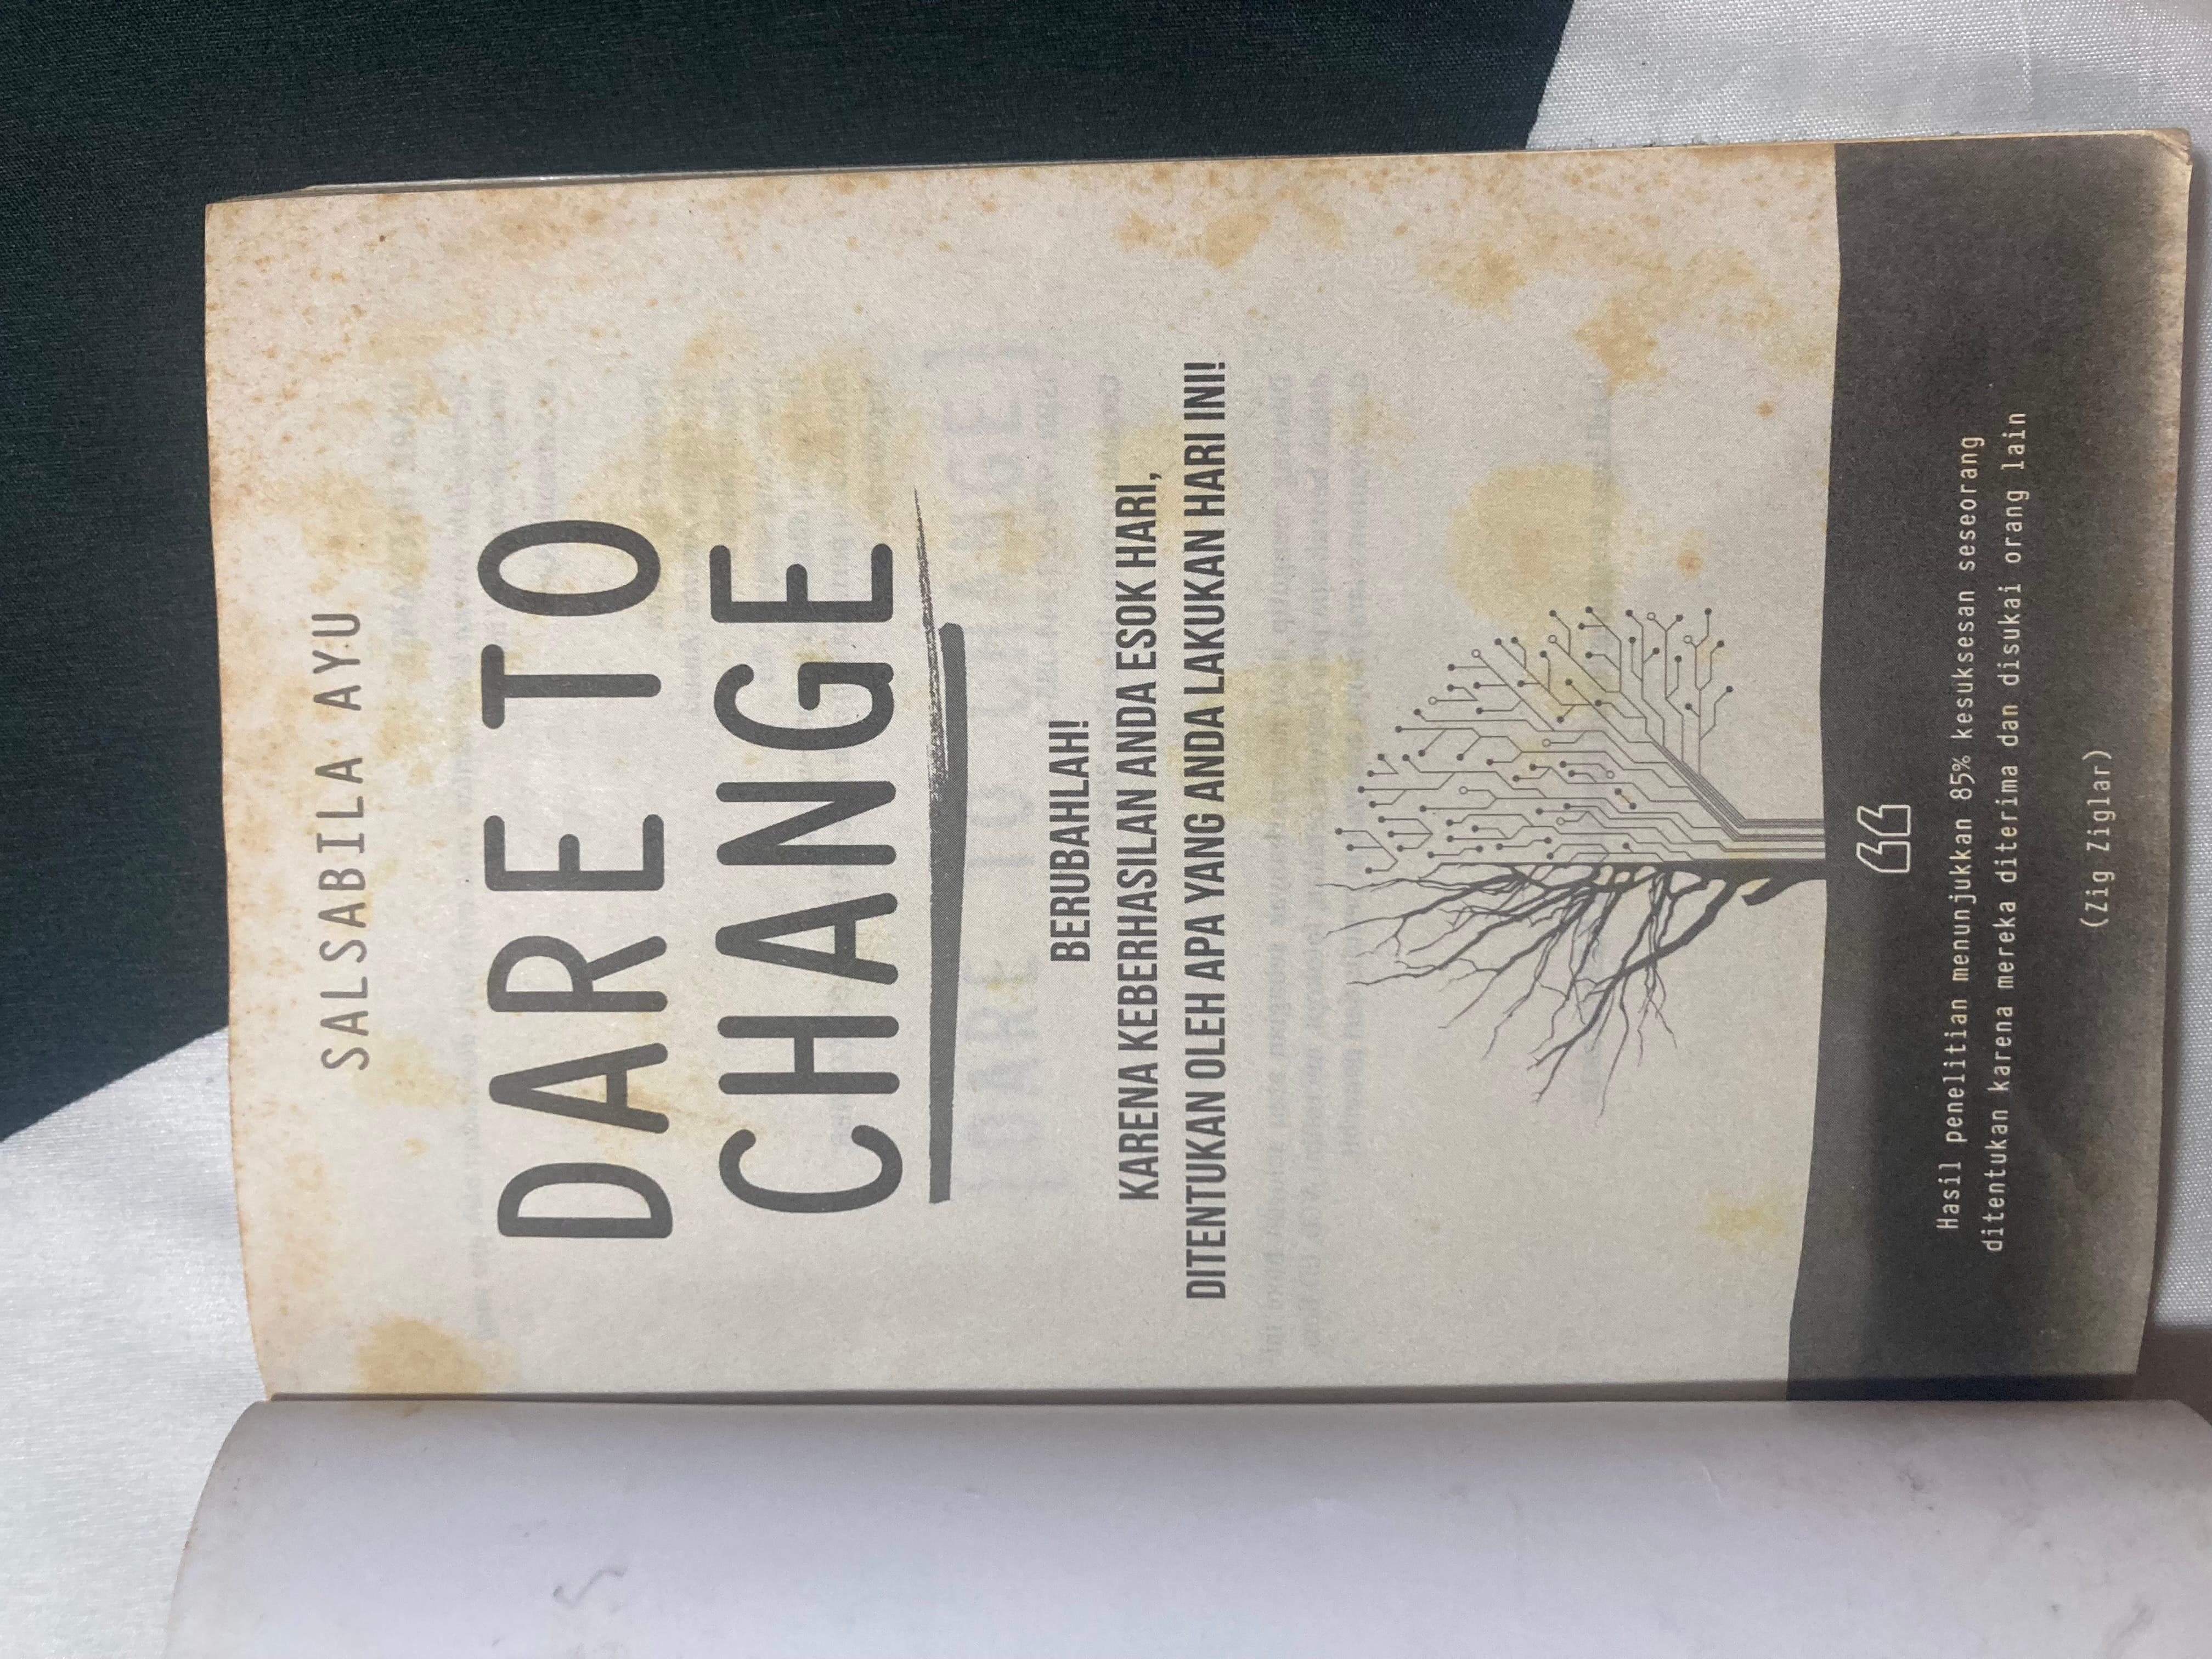 SALSABILA AYU
DARE TO
CHANGE
BERUBAHLAH!
KARENA KEBERHASILAN ANDA ESOK HARI,
DITENTUKAN OLEH APA YANG ANDA LAKUKAN HARI INI!
“
Hasil penelitian menunjukkan 85% kesuksesan seseorang
ditentukan karena mereka diterima dan disukai orang lain
(Zig Ziglar)